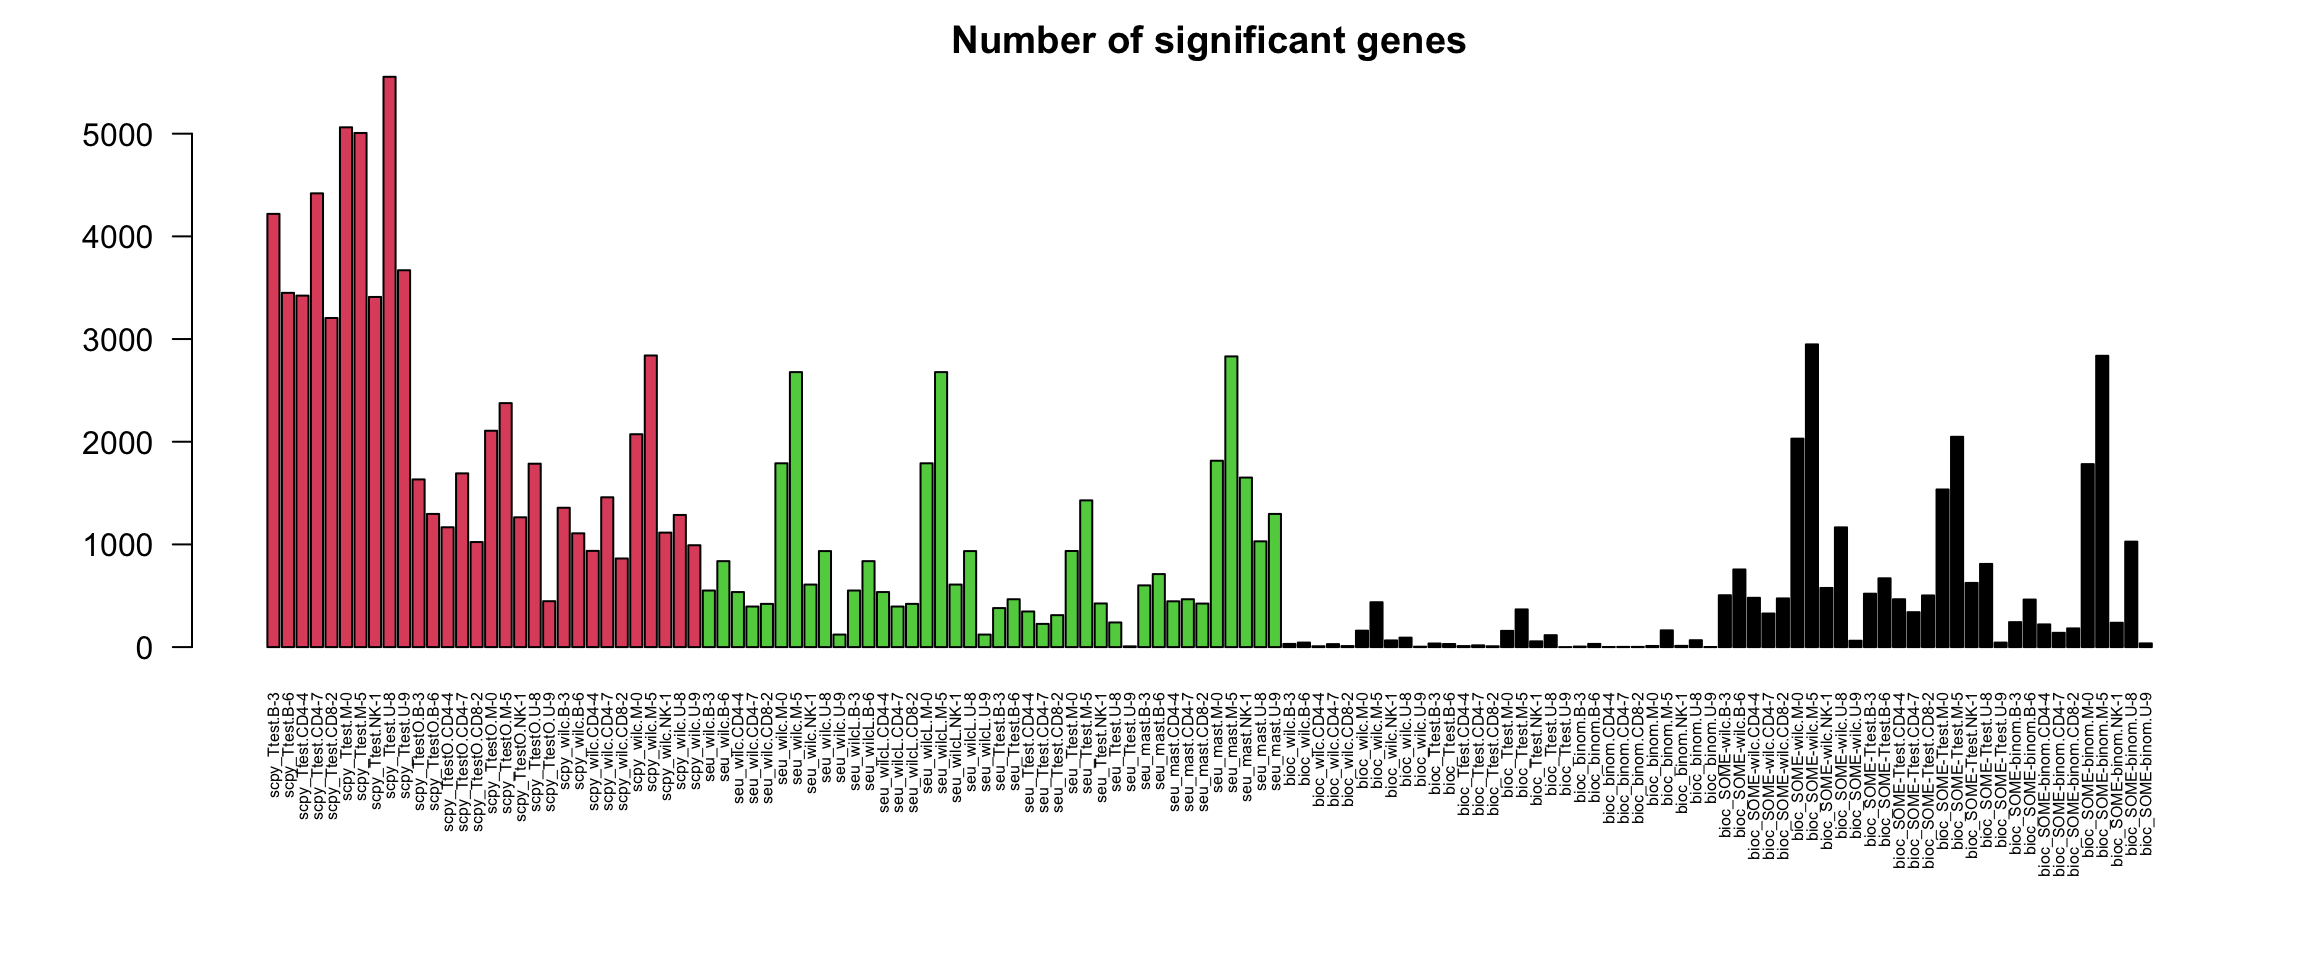 Number of significant genes
5000
4000
3000
2000
1000
0
scpy_Ttest.B-3
scpy_Ttest.B-6
scpy_Ttest.CD4-4
scpy_Ttest.CD4-7
scpy_Ttest.CD8-2
scpy_Ttest.M-0
scpy_Ttest.M-5
scpy_Ttest.NK-1
scpy_Ttest.U-8
scpy_Ttest.U-9
scpy_TtestO.B-3
scpy_TtestO.B-6
scpy_TtestO.CD4-4
scpy_TtestO.CD4-7
scpy_TtestO.CD8-2
scpy_TtestO.M-0
scpy_TtestO.M-5
scpy_TtestO.NK-1
scpy_TtestO.U-8
scpy_TtestO.U-9
scpy_wilc.B-3
scpy_wilc.B-6
scpy_wilc.CD4-4
scpy_wilc.CD4-7
scpy_wilc.CD8-2
scpy_wilc.M-0
scpy_wilc.M-5
scpy_wilc.NK-1
scpy_wilc.U-8
scpy_wilc.U-9
seu_wilc.B-3
seu_wilc.B-6
seu_wilc.CD4-4
seu_wilc.CD4-7
seu_wilc.CD8-2
seu_wilc.M-0
seu_wilc.M-5
seu_wilc.NK-1
seu_wilc.U-8
seu_wilc.U-9
seu_wilcL.B-3
seu_wilcL.B-6
seu_wilcL.CD4-4
seu_wilcL.CD4-7
seu_wilcL.CD8-2
seu_wilcL.M-0
seu_wilcL.M-5
seu_wilcL.NK-1
seu_wilcL.U-8
seu_wilcL.U-9
seu_Ttest.B-3
seu_Ttest.B-6
seu_Ttest.CD4-4
seu_Ttest.CD4-7
seu_Ttest.CD8-2
seu_Ttest.M-0
seu_Ttest.M-5
seu_Ttest.NK-1
seu_Ttest.U-8
seu_Ttest.U-9
seu_mast.B-3
seu_mast.B-6
seu_mast.CD4-4
seu_mast.CD4-7
seu_mast.CD8-2
seu_mast.M-0
seu_mast.M-5
seu_mast.NK-1
seu_mast.U-8
seu_mast.U-9
bioc_wilc.B-3
bioc_wilc.B-6
bioc_wilc.CD4-4
bioc_wilc.CD4-7
bioc_wilc.CD8-2
bioc_wilc.M-0
bioc_wilc.M-5
bioc_wilc.NK-1
bioc_wilc.U-8
bioc_wilc.U-9
bioc_Ttest.B-3
bioc_Ttest.B-6
bioc_Ttest.CD4-4
bioc_Ttest.CD4-7
bioc_Ttest.CD8-2
bioc_Ttest.M-0
bioc_Ttest.M-5
bioc_Ttest.NK-1
bioc_Ttest.U-8
bioc_Ttest.U-9
bioc_binom.B-3
bioc_binom.B-6
bioc_binom.CD4-4
bioc_binom.CD4-7
bioc_binom.CD8-2
bioc_binom.M-0
bioc_binom.M-5
bioc_binom.NK-1
bioc_binom.U-8
bioc_binom.U-9
bioc_SOME-wilc.B-3
bioc_SOME-wilc.B-6
bioc_SOME-wilc.CD4-4
bioc_SOME-wilc.CD4-7
bioc_SOME-wilc.CD8-2
bioc_SOME-wilc.M-0
bioc_SOME-wilc.M-5
bioc_SOME-wilc.NK-1
bioc_SOME-wilc.U-8
bioc_SOME-wilc.U-9
bioc_SOME-Ttest.B-3
bioc_SOME-Ttest.B-6
bioc_SOME-Ttest.CD4-4
bioc_SOME-Ttest.CD4-7
bioc_SOME-Ttest.CD8-2
bioc_SOME-Ttest.M-0
bioc_SOME-Ttest.M-5
bioc_SOME-Ttest.NK-1
bioc_SOME-Ttest.U-8
bioc_SOME-Ttest.U-9
bioc_SOME-binom.B-3
bioc_SOME-binom.B-6
bioc_SOME-binom.CD4-4
bioc_SOME-binom.CD4-7
bioc_SOME-binom.CD8-2
bioc_SOME-binom.M-0
bioc_SOME-binom.M-5
bioc_SOME-binom.NK-1
bioc_SOME-binom.U-8
bioc_SOME-binom.U-9